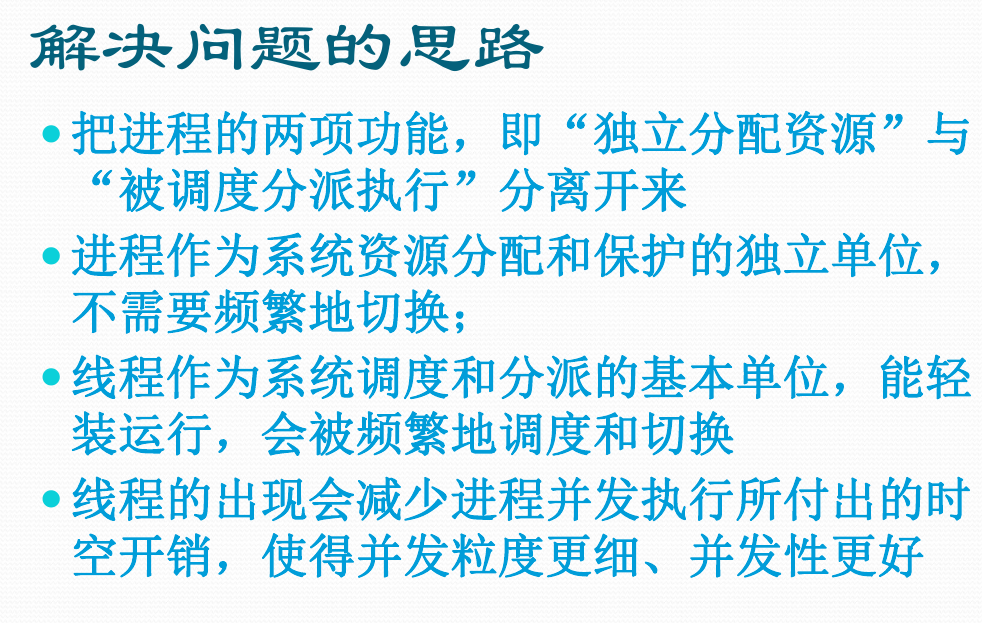 解决问题的思路
•把进程的两项功能，即“独立分配资源”与
“被调度分派执行”分离开来
•进程作为系统资源分配和保护的独立单位，
不需要频繁地切换；
•线程作为系统调度和分派的基本单位，能轻
装运行，会被频繁地调度和切换
•线程的出现会减少进程并发执行所付出的时
空开销，使得并发粒度更细、并发性更好